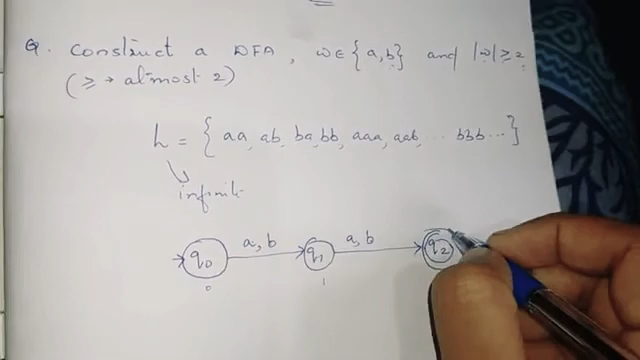 Q. Construct a DFA, w∈{a,b} and |w|≥2
(≥ → almost 2)
L = {aa, ab, ba, bb, aaa, aab, .. bbb...}
infinite
a, b a, b
q0 q1 q2
0 1